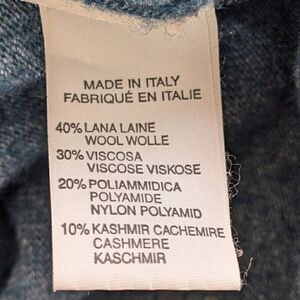 MADE IN ITALY
FABRIQUÉ EN ITALIE
40% LANA LAINE
WOOL WOLLE
30% VISCOSA
VISCOSE VISKOSE
20% POLIAMMIDICA
POLYAMIDE
NYLON POLYAMID
10% KASHMIR CACHEMIRE
CASHMERE
KASCHMIR